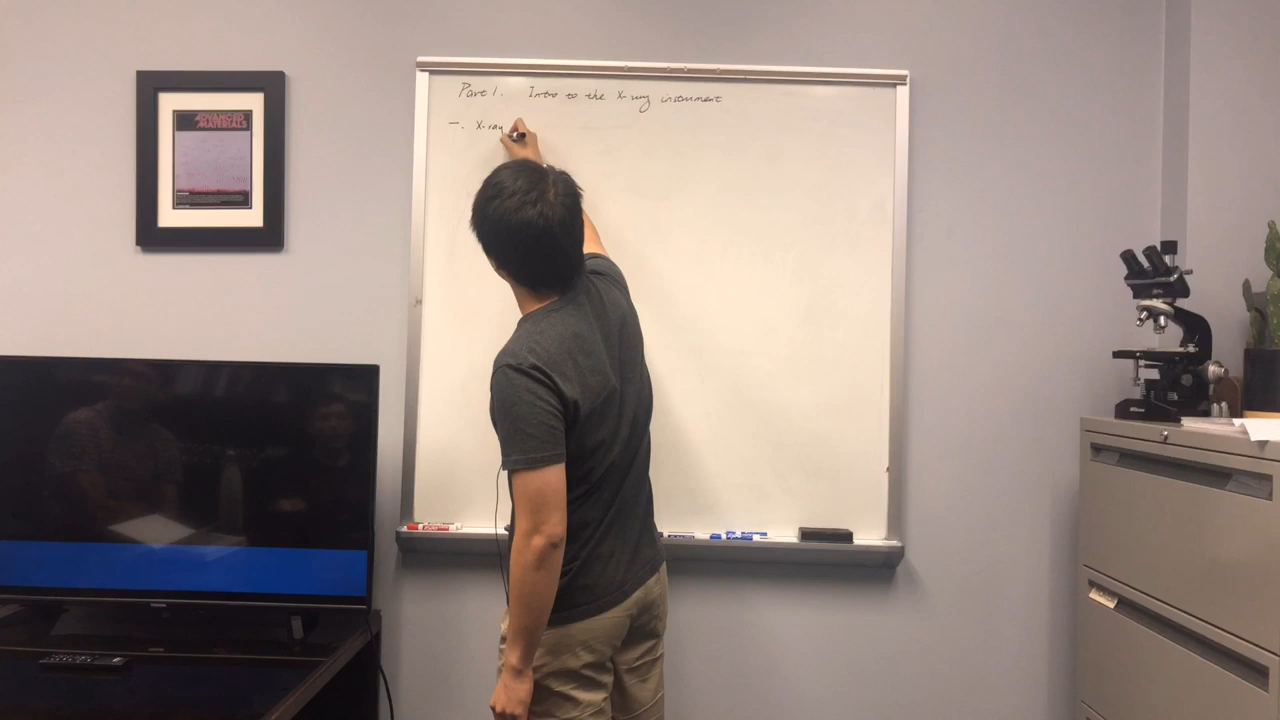 ADVANCED
MATERIALS
Part 1. Intro to the X-ray instrument
一. X-ray